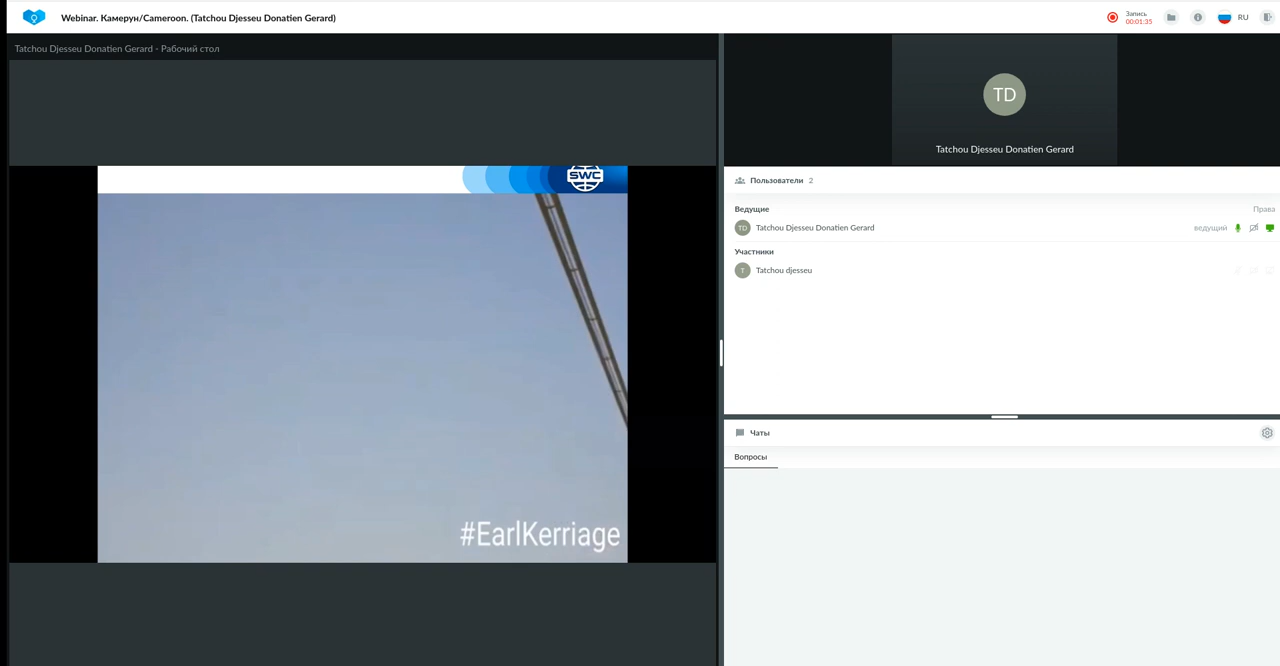 Webinar. Камерун/Cameroon. (Tatchou Djesseu Donatien Gerard)
Запись
00:01:35
RU
Tatchou Djesseu Donatien Gerard - Рабочий стол
SWC
#EarlKerriage
TD
Tatchou Djesseu Donatien Gerard
Пользователи 2
Ведущие Права
TD Tatchou Djesseu Donatien Gerard ведущий
Участники
T Tatchou djesseu
Чаты
Вопросы